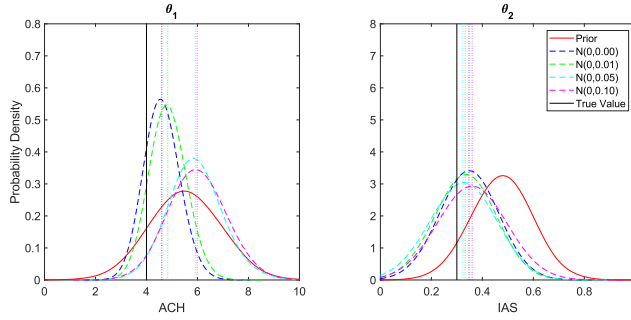 θ1
Probability Density
0.8
0.7
0.6
0.5
0.4
0.3
0.2
0.1
0
0 2 4 6 8 10
ACH
θ2
8
7
6
5
4
3
2
1
0
0 0.2 0.4 0.6 0.8 1
IAS
Prior
N(0,0.00)
N(0,0.01)
N(0,0.05)
N(0,0.10)
True Value